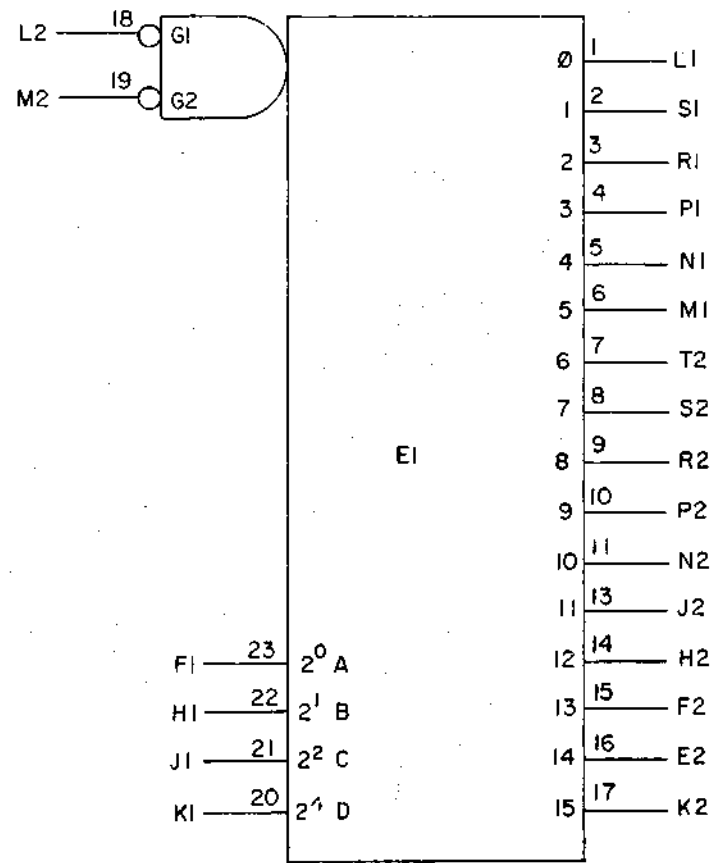 L2 18 G1
M2 19 G2
0 1 L1
1 2 S1
2 3 R1
3 4 P1
4 5 N1
5 6 M1
6 7 T2
7 8 S2
8 9 R2
E1
9 10 P2
10 11 N2
11 13 J2
F1 23 2⁰ A
12 14 H2
H1 22 2¹ B
13 15 F2
J1 21 2² C
14 16 E2
K1 20 2⁴ D
15 17 K2